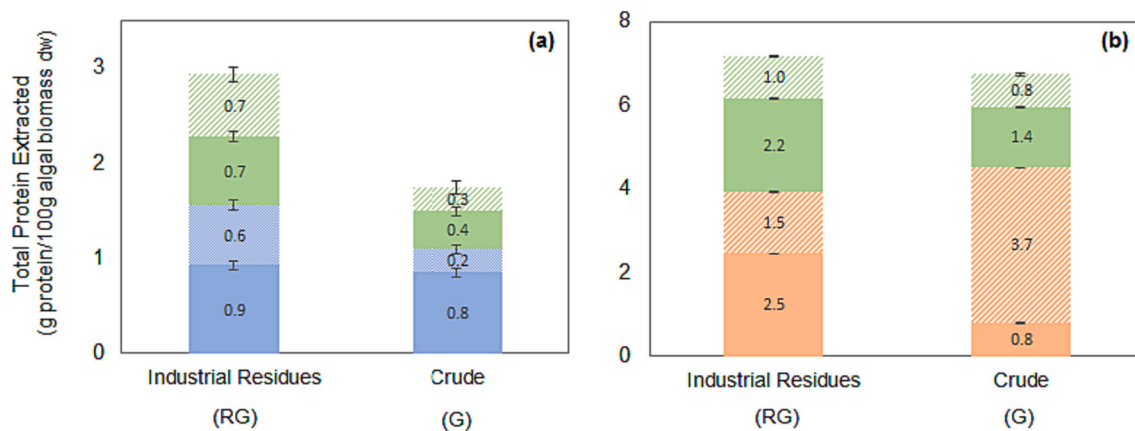 Total Protein Extracted
(g protein/100g algal biomass dw)
3
2
1
0
(a)
0.7
0.7
0.6
0.9
0.3
0.4
0.2
0.8
Industrial Residues
(RG)
Crude
(G)
8
6
4
2
0
(b)
1.0
2.2
1.5
2.5
0.8
1.4
3.7
0.8
Industrial Residues
(RG)
Crude
(G)